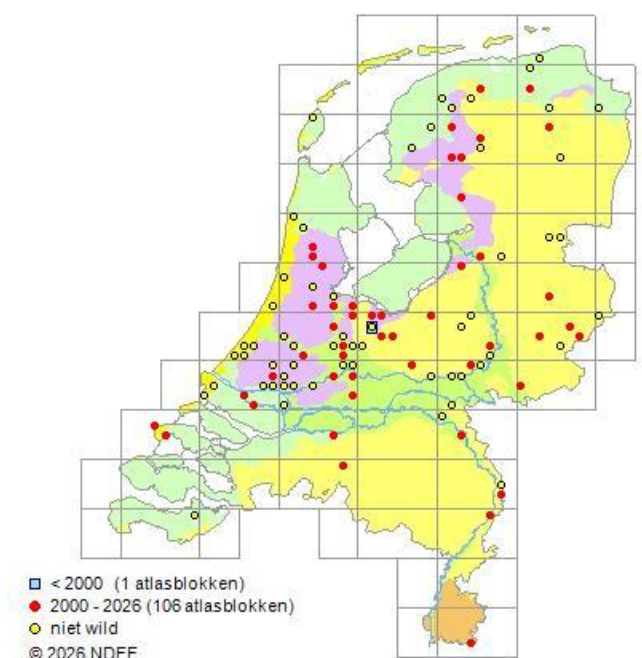 < 2000 (1 atlasblokken)
2000 - 2026 (106 atlasblokken)
niet wild
© 2026 NDFF